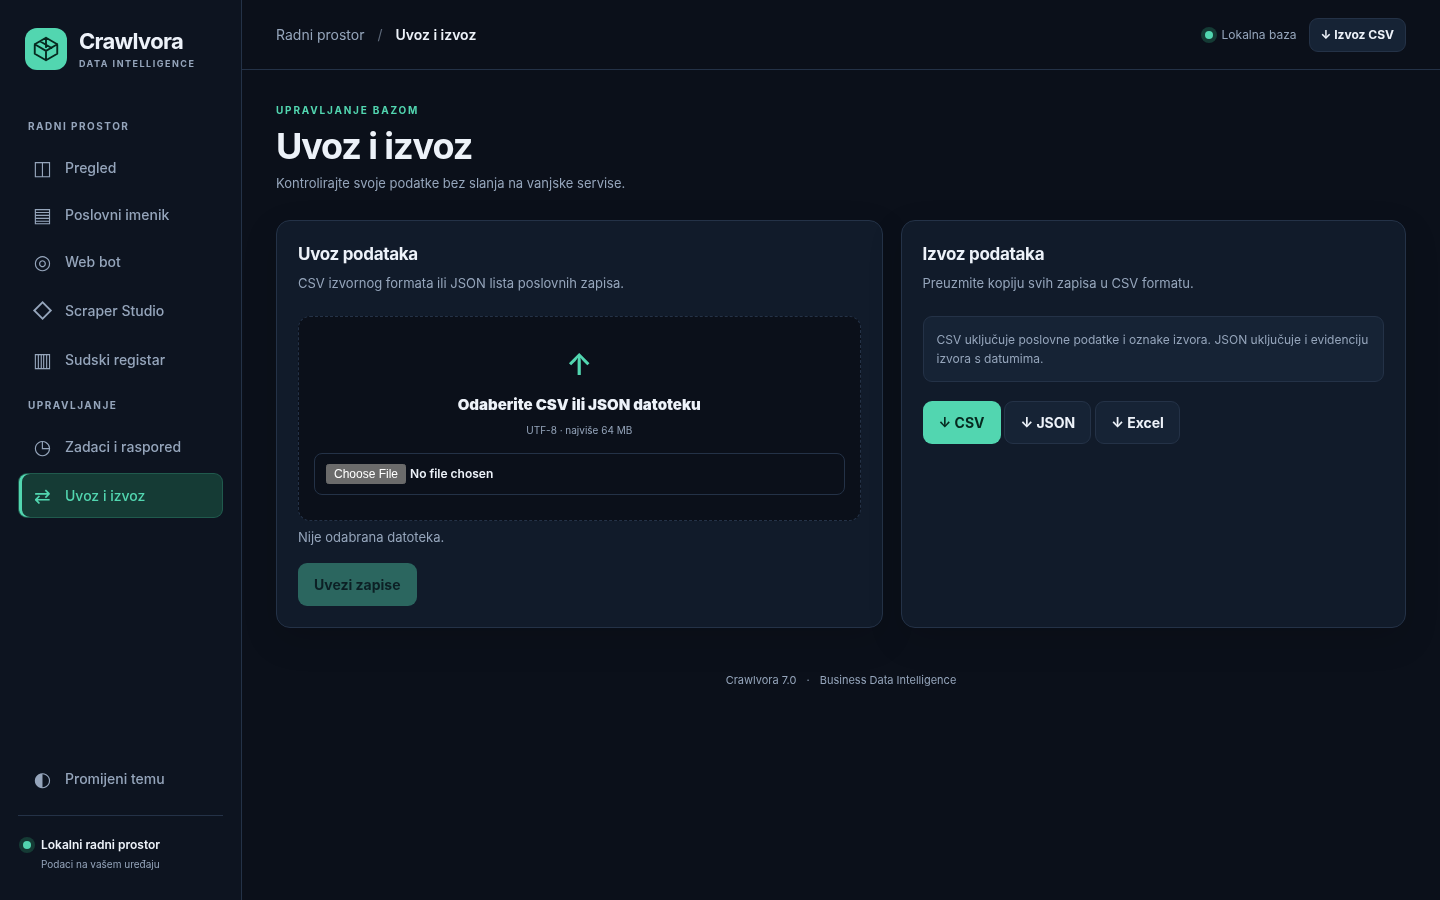 Crawlvora
DATA INTELLIGENCE
RADNI PROSTOR
Pregled
Poslovni imenik
Web bot
Scraper Studio
Sudski registar
UPRAVLJANJE
Zadaci i raspored
Uvoz i izvoz
Promijeni temu
Lokalni radni prostor
Podaci na vašem uređaju
Radni prostor / Uvoz i izvoz
Lokalna baza
↓ Izvoz CSV
UPRAVLJANJE BAZOM
Uvoz i izvoz
Kontrolirajte svoje podatke bez slanja na vanjske servise.
Uvoz podataka
CSV izvornog formata ili JSON lista poslovnih zapisa.
↑
Odaberite CSV ili JSON datoteku
UTF-8 · najviše 64 MB
Choose File No file chosen
Nije odabrana datoteka.
Uvezi zapise
Izvoz podataka
Preuzmite kopiju svih zapisa u CSV formatu.
CSV uključuje poslovne podatke i oznake izvora. JSON uključuje i evidenciju
izvora s datumima.
↓ CSV
↓ JSON
↓ Excel
Crawlvora 7.0 · Business Data Intelligence